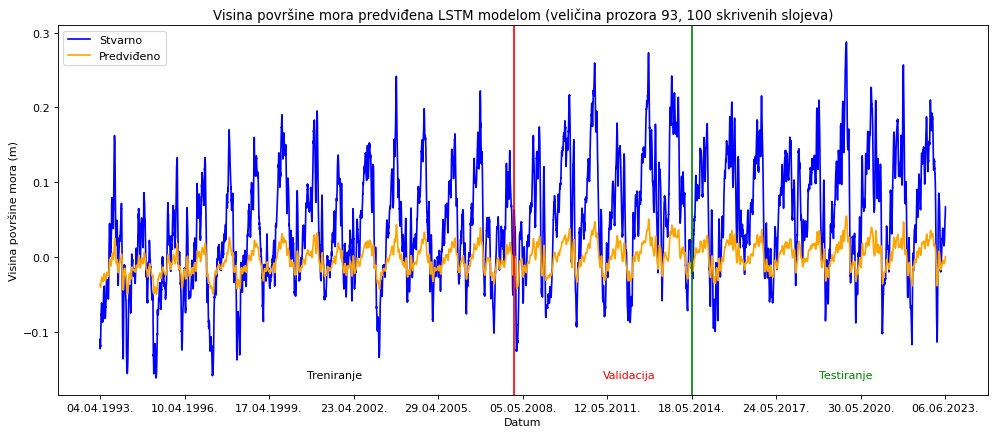 Visina površine mora predviđena LSTM modelom (veličina prozora 93, 100 skrivenih slojeva)
Stvarno
Predviđeno
Visina površine mora (m)
0.3
0.2
0.1
0.0
−0.1
Treniranje
Validacija
Testiranje
04.04.1993. 10.04.1996. 17.04.1999. 23.04.2002. 29.04.2005. 05.05.2008. 12.05.2011. 18.05.2014. 24.05.2017. 30.05.2020. 06.06.2023.
Datum